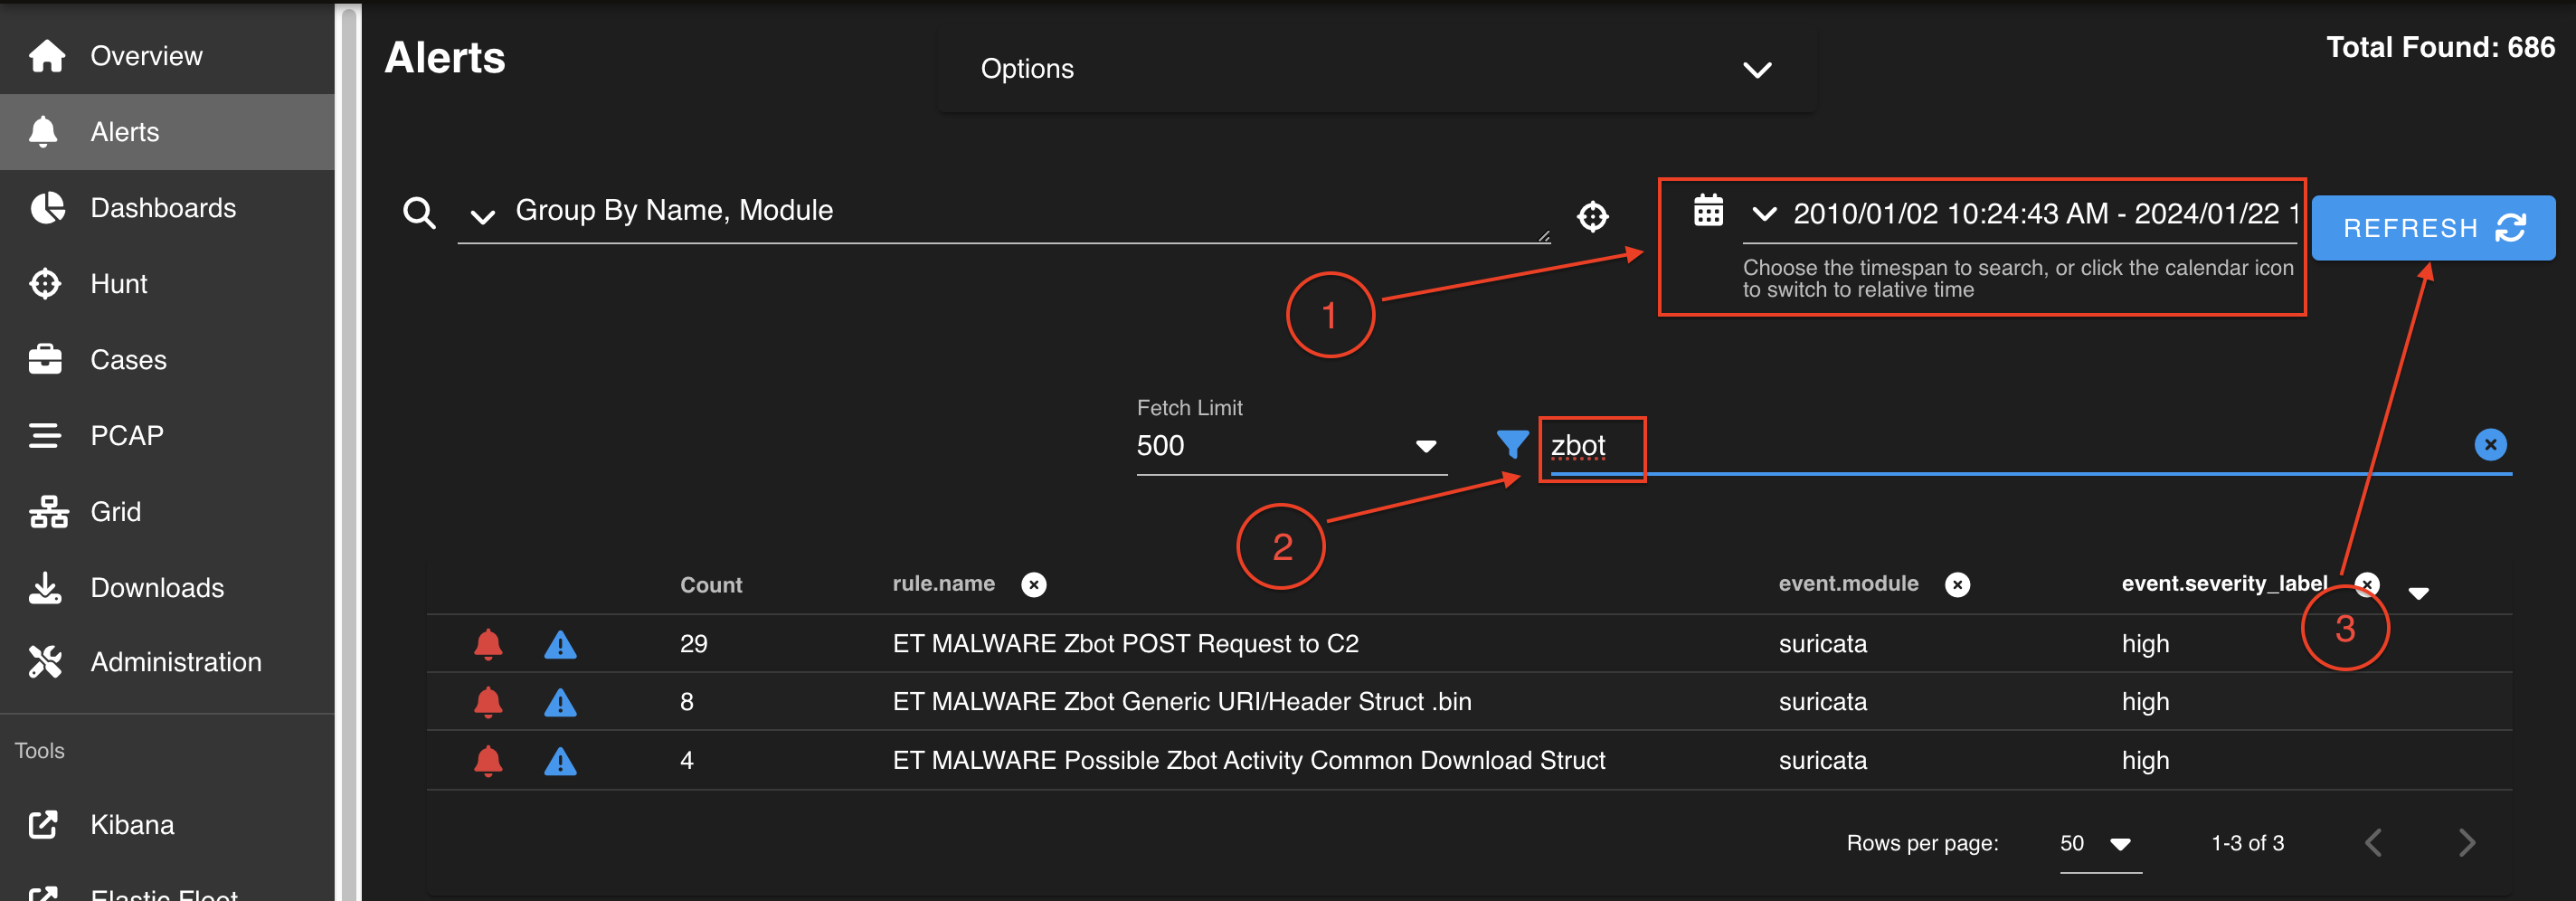 Overview
Alerts
Dashboards
Hunt
Cases
PCAP
Grid
Downloads
Administration
Tools
Kibana
Elastic Fleet
Alerts
Options
Total Found: 686
Group By Name, Module
2010/01/02 10:24:43 AM - 2024/01/22 1
REFRESH
Choose the timespan to search, or click the calendar icon
to switch to relative time
1
Fetch Limit
500
zbot
2
Count rule.name event.module event.severity_label
3
29 ET MALWARE Zbot POST Request to C2 suricata high
8 ET MALWARE Zbot Generic URI/Header Struct .bin suricata high
4 ET MALWARE Possible Zbot Activity Common Download Struct suricata high
Rows per page: 50 1-3 of 3